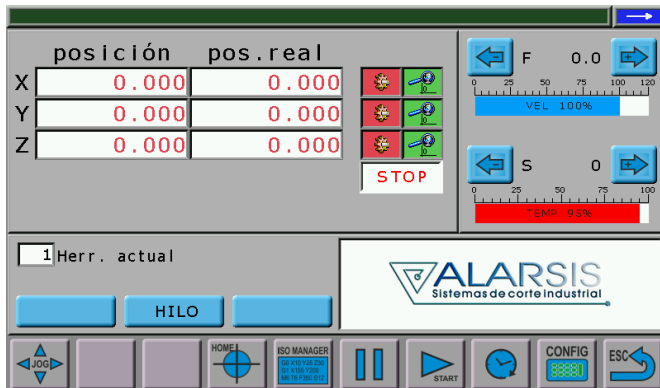 posición pos.real
X 0.000 0.000
Y 0.000 0.000
Z 0.000 0.000
STOP
F 0.0
0 25 50 75 100 120
VEL 100%
S 0
0 25 50 75 100
TEMP 95%
1 Herr. actual
HILO
ALARSIS
Sistemas de corte industrial
JOG
HOME
ISO MANAGER
START
CONFIG
88880
ESC